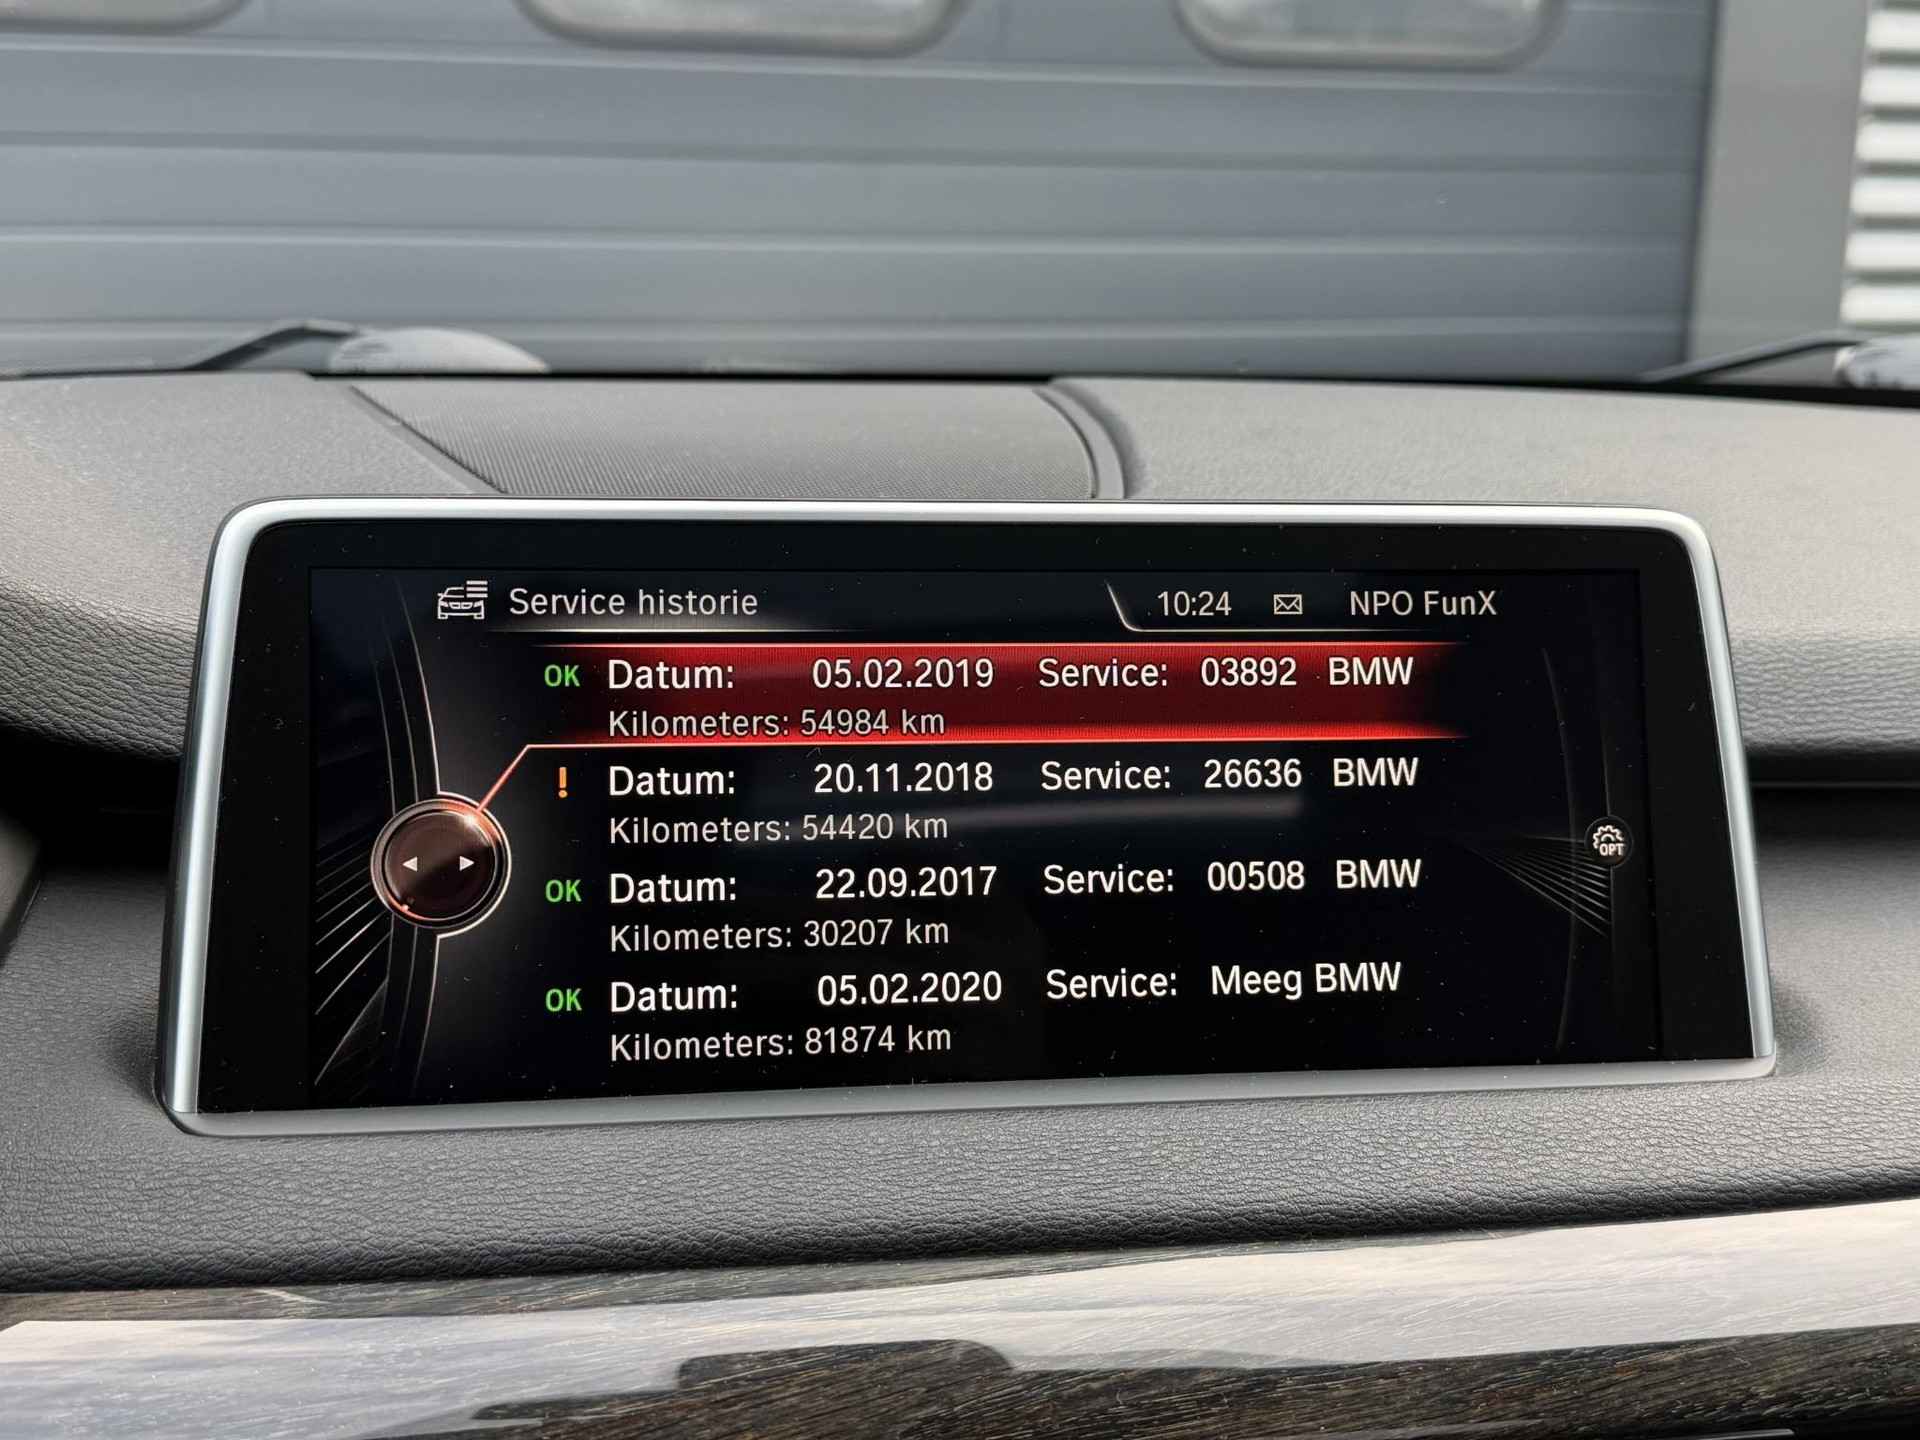 Service historie 10:24 NPO FunX
OK Datum: 05.02.2019 Service: 03892 BMW
Kilometers: 54984 km
! Datum: 20.11.2018 Service: 26636 BMW
Kilometers: 54420 km
OK Datum: 22.09.2017 Service: 00508 BMW
Kilometers: 30207 km
OK Datum: 05.02.2020 Service: Meeg BMW
Kilometers: 81874 km
OPT